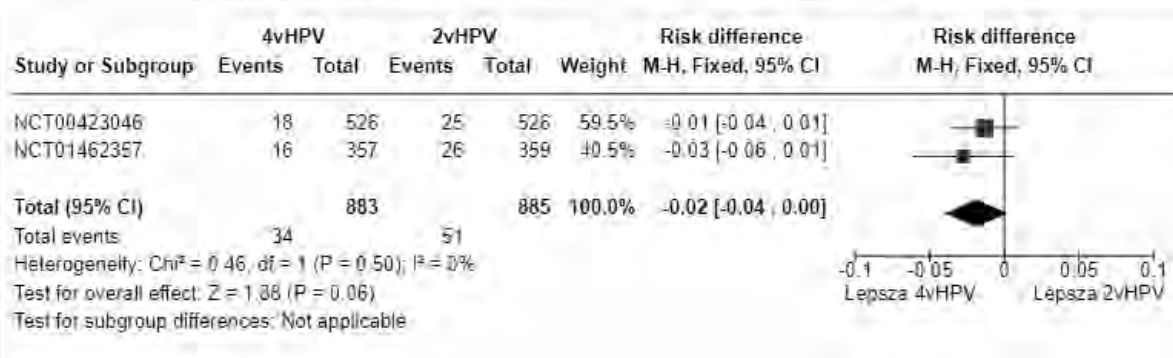 4vHPV 2vHPV Risk difference Risk difference
Study or Subgroup Events Total Events Total Weight M-H, Fixed, 95% CI M-H, Fixed, 95% CI
NCT00423046 18 526 25 526 59.5% -0.01 [-0.04 , 0.01]
NCT01462357 16 357 26 359 40.5% -0.03 [-0.06 , 0.01]
Total (95% CI) 883 885 100.0% -0.02 [-0.04 , 0.00]
Total events 34 51
Heterogeneity: Chi² = 0.46, df = 1 (P = 0.50); I² = 0%
Test for overall effect: Z = 1.88 (P = 0.06)
Test for subgroup differences: Not applicable
-0.1 -0.05 0 0.05 0.1
Lepsza 4vHPV Lepsza 2vHPV